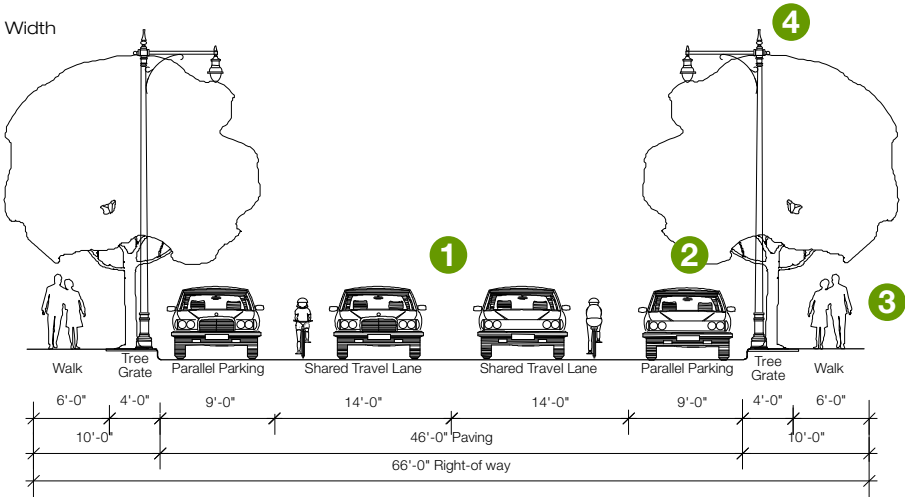 Width
4
1
2
3
Walk
Tree
Grate
Parallel Parking
Shared Travel Lane
Shared Travel Lane
Parallel Parking
Tree
Grate
Walk
6'-0" 4'-0" 9'-0" 14'-0" 14'-0" 9'-0" 4'-0" 6'-0"
10'-0" 46'-0" Paving 10'-0"
66'-0" Right-of way